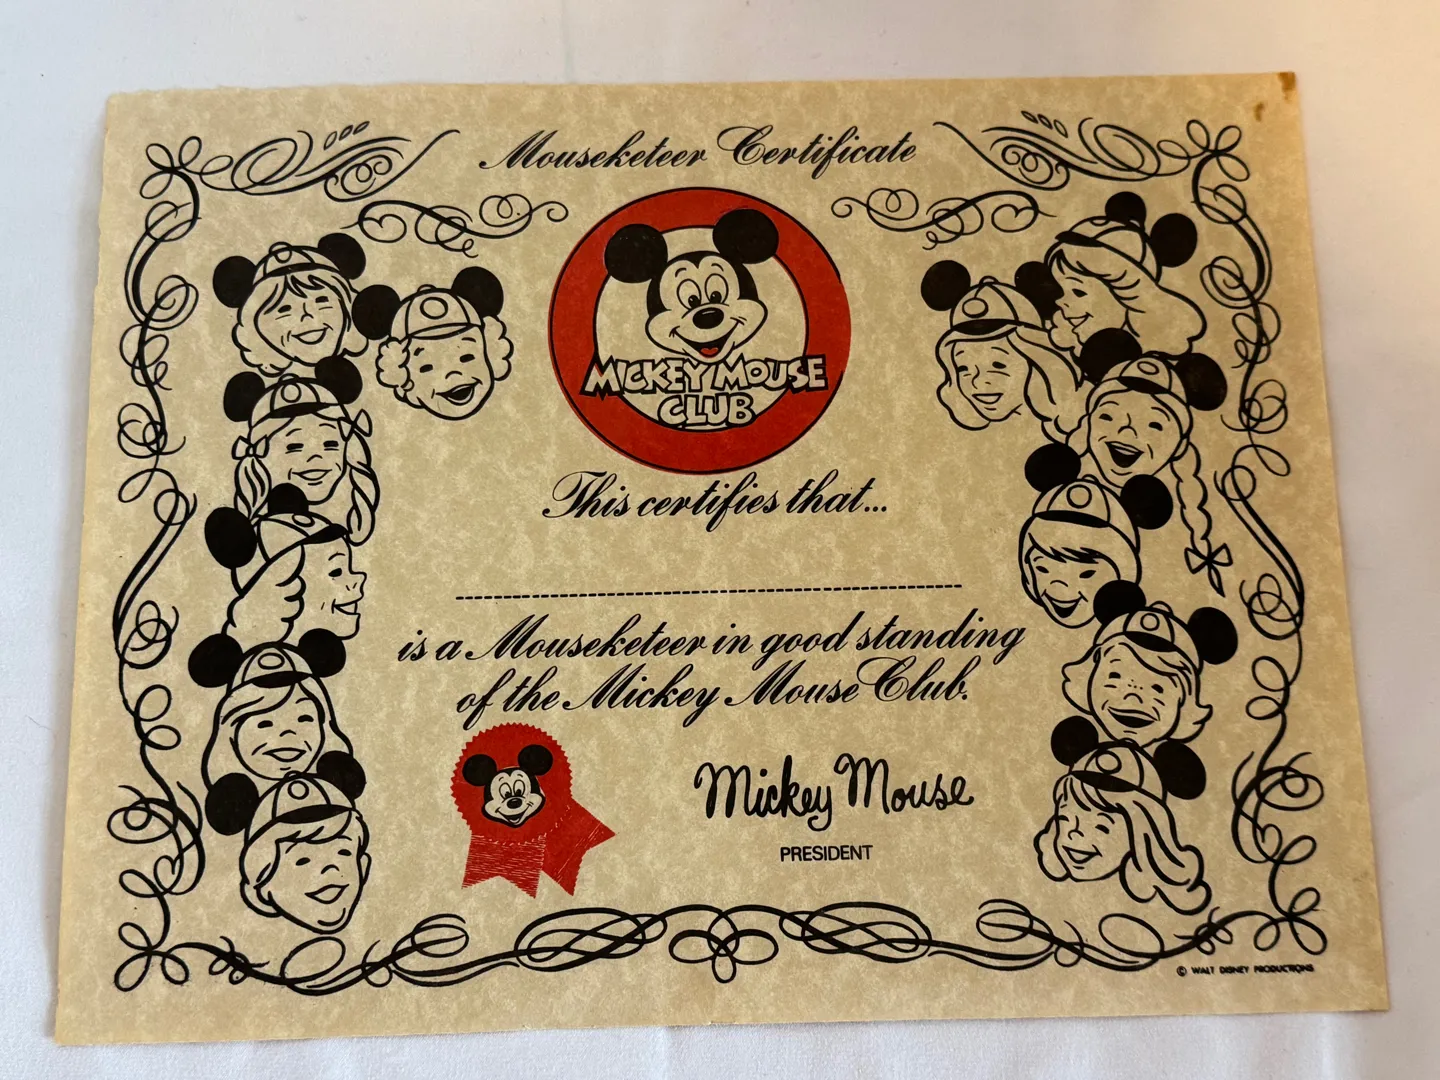 Mouseketeer Certificate
MICKEY MOUSE
CLUB
This certifies that...
is a Mouseketeer in good standing
of the Mickey Mouse Club.
Mickey Mouse
PRESIDENT
© WALT DISNEY PRODUCTIONS